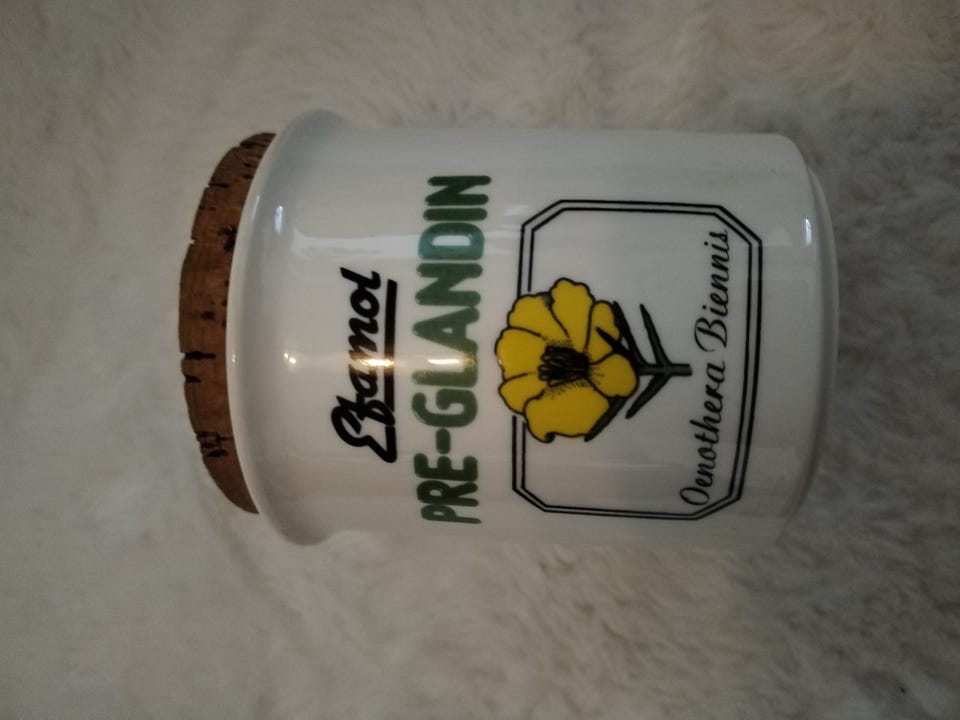 Efamol
PRE-GLANDIN
Oenothera Biennis